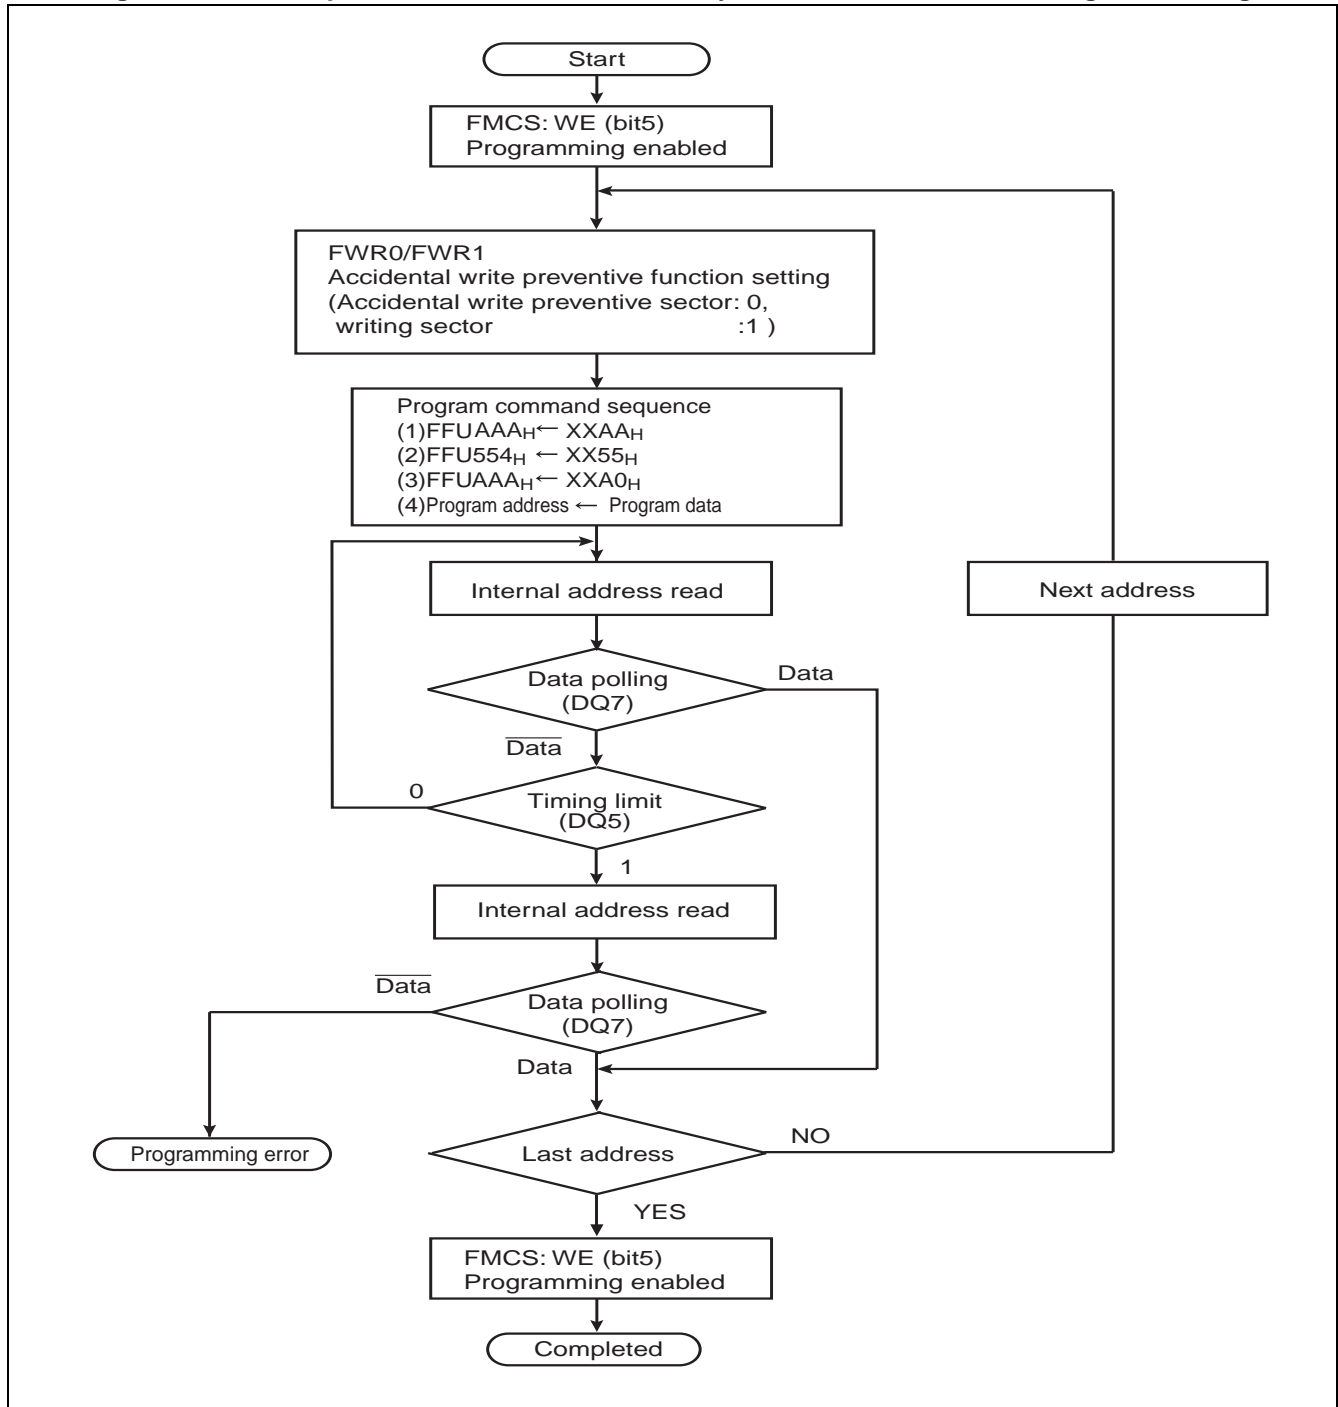 Start
FMCS: WE (bit5)
Programming enabled
FWR0/FWR1
Accidental write preventive function setting
(Accidental write preventive sector: 0,
writing sector :1 )
Program command sequence
(1)FFUAAAH← XXAAH
(2)FFU554H ← XX55H
(3)FFUAAAH← XXA0H
(4)Program address ← Program data
Internal address read
Next address
Data polling
(DQ7)
Data
Data
0
Timing limit
(DQ5)
1
Internal address read
Data
Data polling
(DQ7)
Data
Programming error
Last address
NO
YES
FMCS: WE (bit5)
Programming enabled
Completed